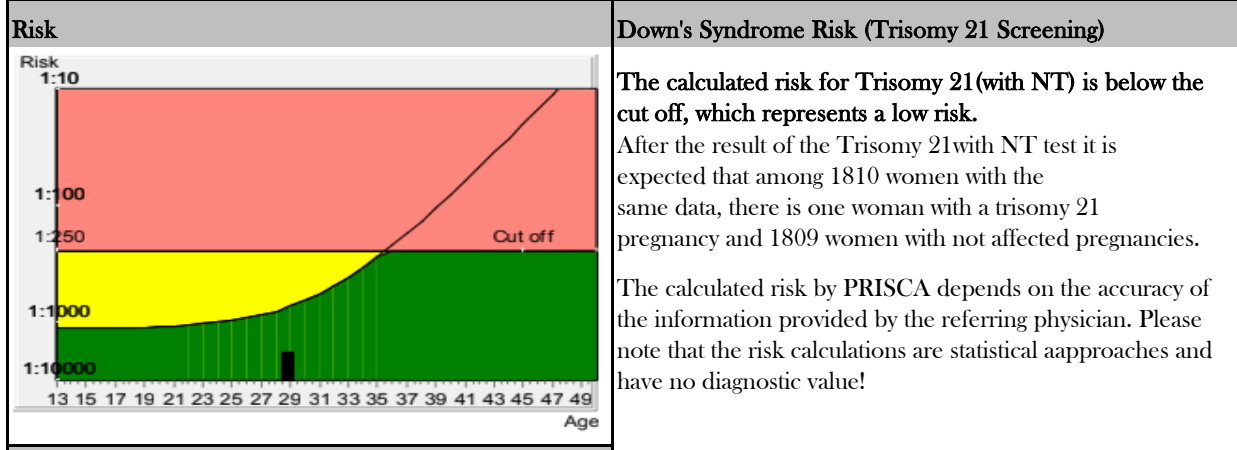 Risk
Down's Syndrome Risk (Trisomy 21 Screening)
Risk
1:10
1:100
1:250
Cut off
1:1000
1:10000
13 15 17 19 21 23 25 27 29 31 33 35 37 39 41 43 45 47 49
Age
The calculated risk for Trisomy 21(with NT) is below the
cut off, which represents a low risk.
After the result of the Trisomy 21with NT test it is
expected that among 1810 women with the
same data, there is one woman with a trisomy 21
pregnancy and 1809 women with not affected pregnancies.
The calculated risk by PRISCA depends on the accuracy of
the information provided by the referring physician. Please
note that the risk calculations are statistical aapproaches and
have no diagnostic value!